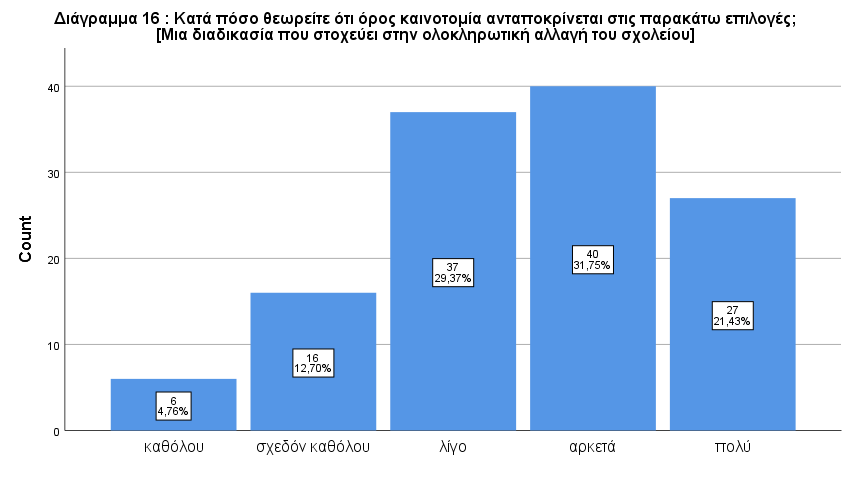 Διάγραμμα 16 : Κατά πόσο θεωρείτε ότι όρος καινοτομία ανταποκρίνεται στις παρακάτω επιλογές;
[Μια διαδικασία που στοχεύει στην ολοκληρωτική αλλαγή του σχολείου]
Count
40
30
20
10
0
6
4,76%
16
12,70%
37
29,37%
40
31,75%
27
21,43%
καθόλου
σχεδόν καθόλου
λίγο
αρκετά
πολύ